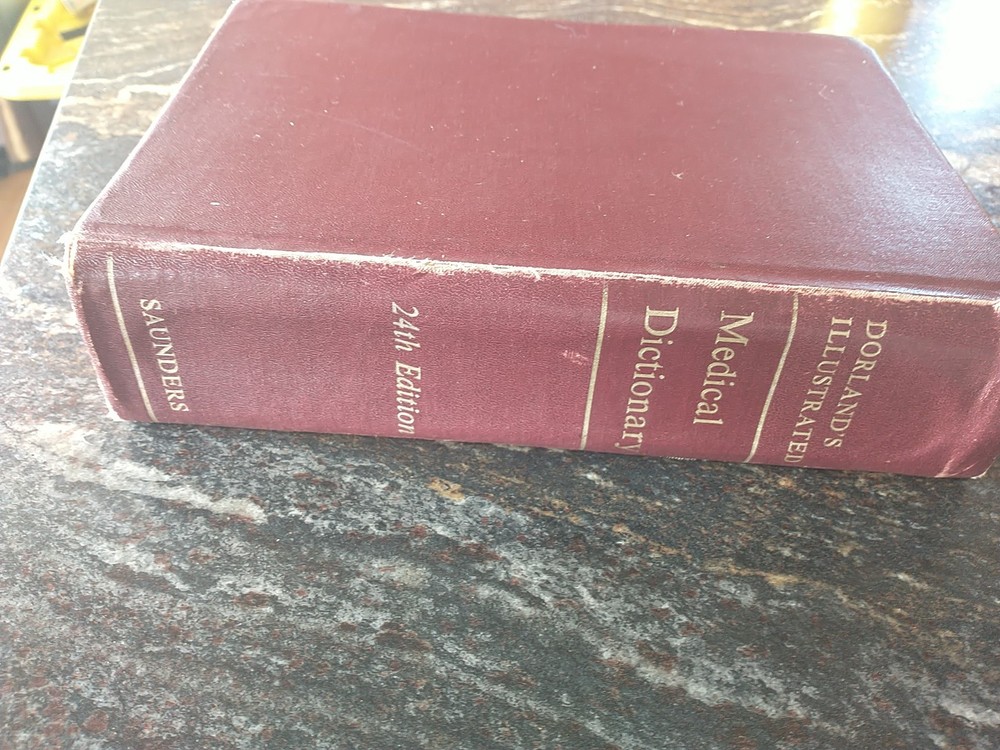 DORLAND'S
ILLUSTRATED
Medical
Dictionary
24th Edition
SAUNDERS